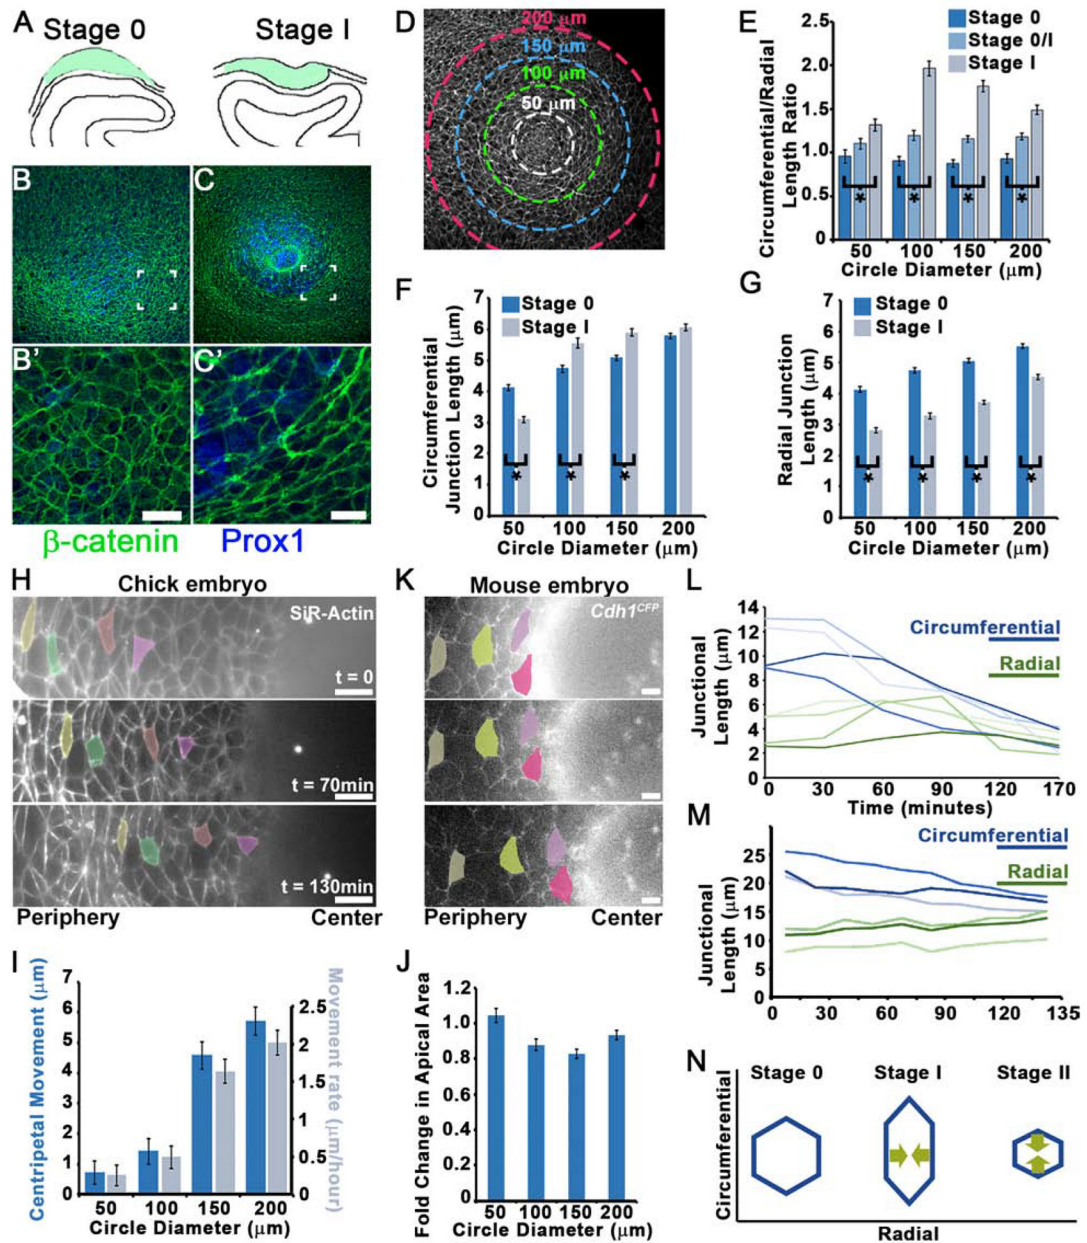 A
Stage 0
Stage I
B
C
B'
C'
β-catenin
Prox1
D
200 μm
150 μm
100 μm
50 μm
E
Circumferential/Radial
Length Ratio
Stage 0
Stage 0/I
Stage I
2.5
2.0
1.5
1.0
0.5
0
*
*
*
*
50
100
150
200
Circle Diameter (μm)
F
Circumferential
Junction Length (μm)
Stage 0
Stage I
7
6
5
4
3
2
1
0
*
*
*
50
100
150
200
Circle Diameter (μm)
G
Radial Junction
Length (μm)
Stage 0
Stage I
7
6
5
4
3
2
1
0
*
*
*
*
50
100
150
200
Circle Diameter (μm)
H
Chick embryo
SiR-Actin
t = 0
t = 70min
t = 130min
Periphery
Center
K
Mouse embryo
Cdh1CFP
Periphery
Center
L
Junctional
Length (μm)
14
12
10
8
6
4
2
0
Circumferential
Radial
0
30
60
90
120
170
Time (minutes)
M
Junctional
Length (μm)
25
20
15
10
5
0
Circumferential
Radial
0
30
60
90
120
135
I
Centripetal Movement (μm)
7
6
5
4
3
2
1
0
Movement rate (μm/hour)
2.5
2
1.5
1
0.5
0
50
100
150
200
Circle Diameter (μm)
J
Fold Change in Apical Area
1.2
1.0
0.8
0.6
0.4
0.2
0
50
100
150
200
Circle Diameter (μm)
N
Stage 0
Stage I
Stage II
Circumferential
Radial